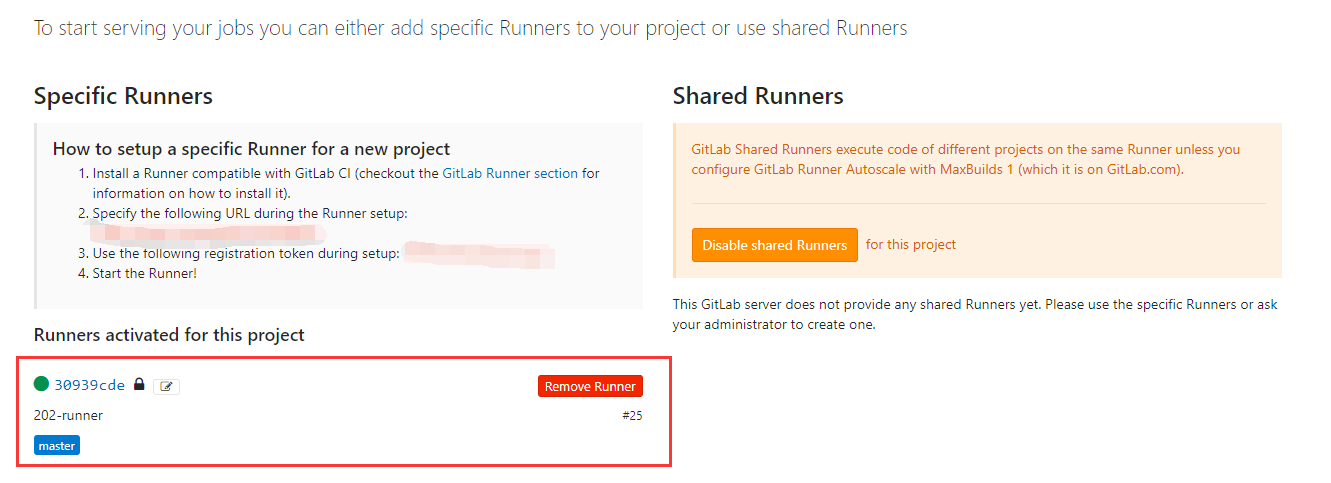 To start serving your jobs you can either add specific Runners to your project or use shared Runners
Specific Runners
How to setup a specific Runner for a new project
1. Install a Runner compatible with GitLab CI (checkout the GitLab Runner section for
information on how to install it).
2. Specify the following URL during the Runner setup:
3. Use the following registration token during setup:
4. Start the Runner!
Runners activated for this project
30939cde
Remove Runner
202-runner
#25
master
Shared Runners
GitLab Shared Runners execute code of different projects on the same Runner unless you
configure GitLab Runner Autoscale with MaxBuilds 1 (which it is on GitLab.com).
Disable shared Runners for this project
This GitLab server does not provide any shared Runners yet. Please use the specific Runners or ask
your administrator to create one.